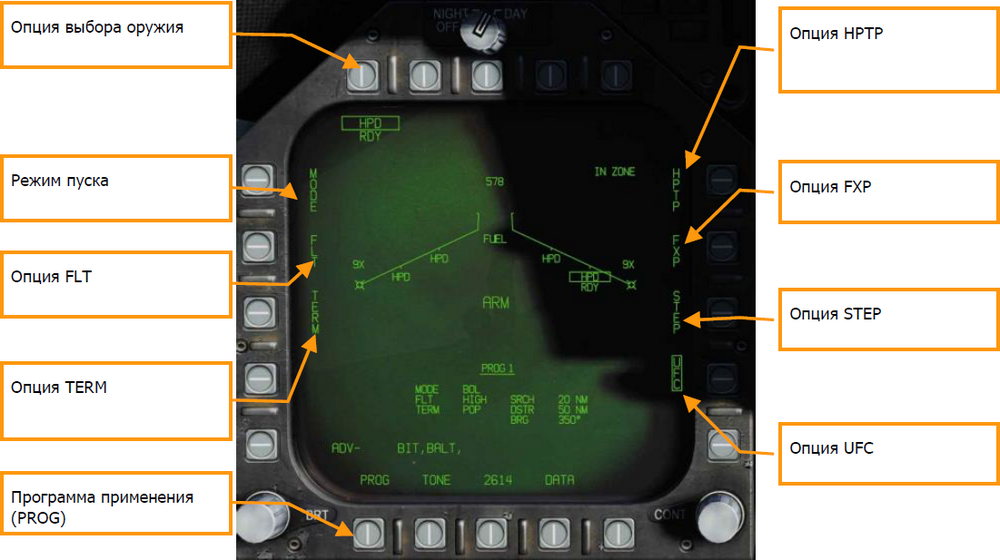 Опция выбора оружия
Режим пуска
Опция FLT
Опция TERM
Программа применения
(PROG)
NIGHT DAY
OFF
HPD
RDY
MODE
FLT
TERM
578
IN ZONE
FUEL
9X
HPD
HPD
HPD
9X
HPD
RDY
ARM
PROG 1
MODE BOL
FLT HIGH SRCH 20 NM
TERM POP DSTR 50 NM
BRG 350°
ADV- BIT,BALT,
PROG TONE 2614 DATA
HPTP
FXP
STEP
UFC
BRT
CONT
Опция HPTP
Опция FXP
Опция STEP
Опция UFC